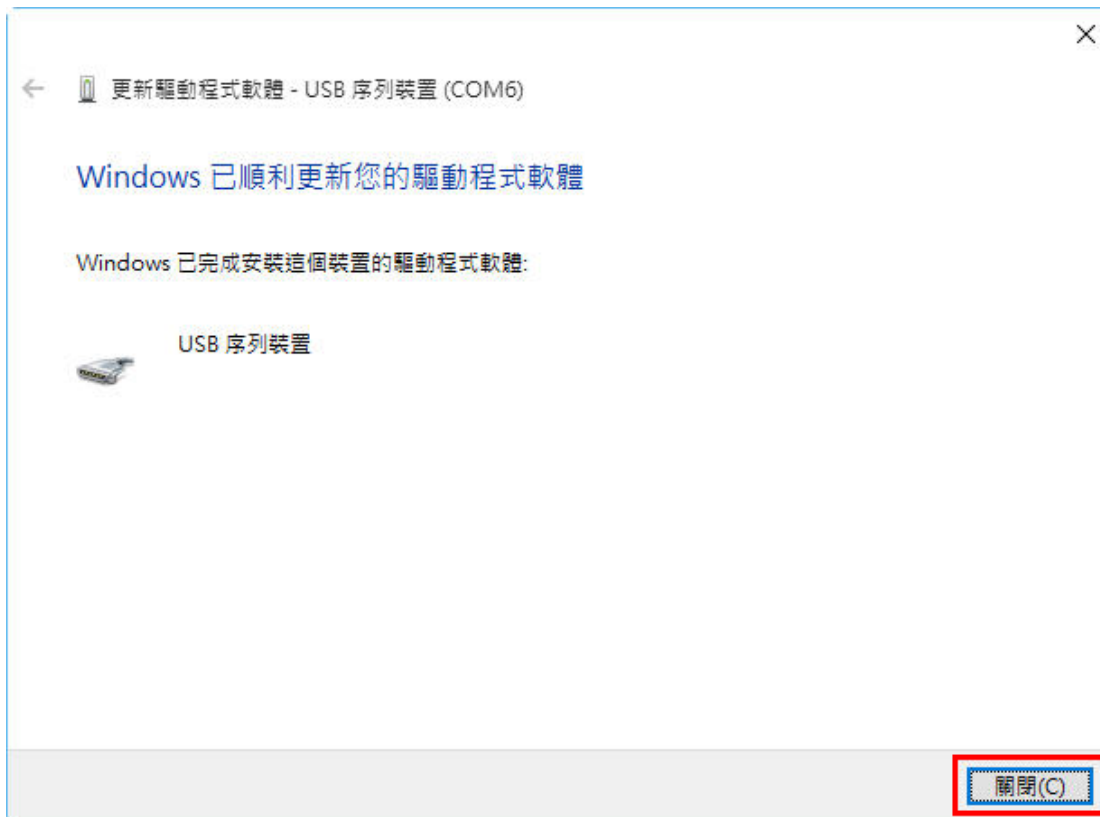 更新驅動程式軟體 - USB 序列裝置 (COM6)
Windows 已順利更新您的驅動程式軟體
Windows 已完成安裝這個裝置的驅動程式軟體:
USB 序列裝置
關閉(C)